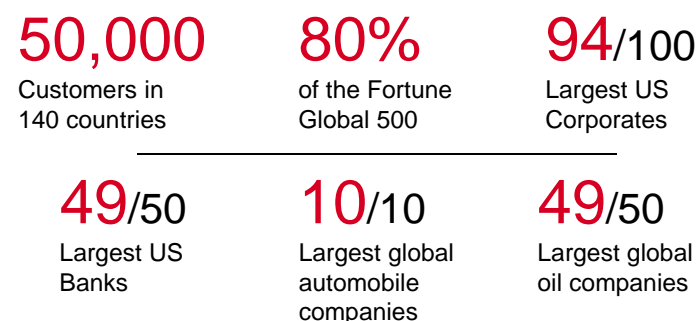 50,000
Customers in
140 countries
80%
of the Fortune
Global 500
94/100
Largest US
Corporates
49/50
Largest US
Banks
10/10
Largest global
automobile
companies
49/50
Largest global
oil companies